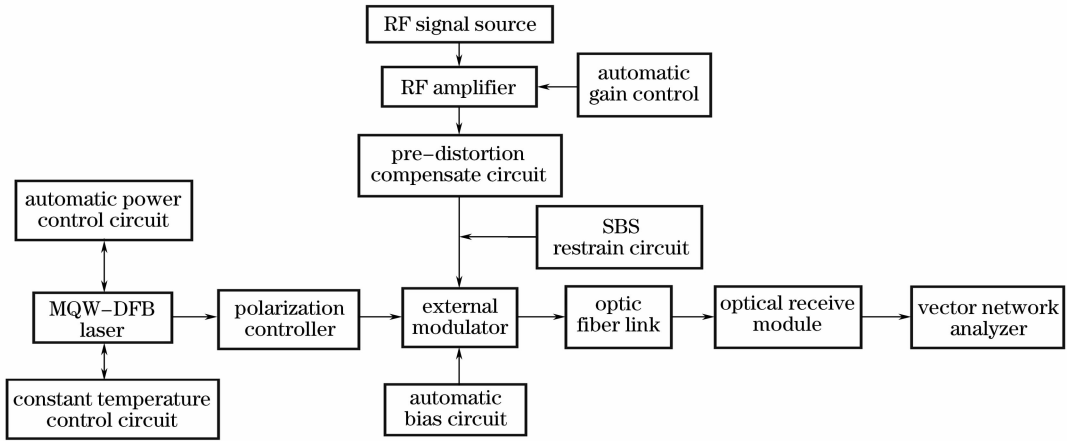 RF signal source
RF amplifier
automatic
gain control
pre-distortion
compensate circuit
automatic power
control circuit
SBS
restrain circuit
MQW-DFB
laser
polarization
controller
external
modulator
optic
fiber link
optical receive
module
vector network
analyzer
constant temperature
control circuit
automatic
bias circuit